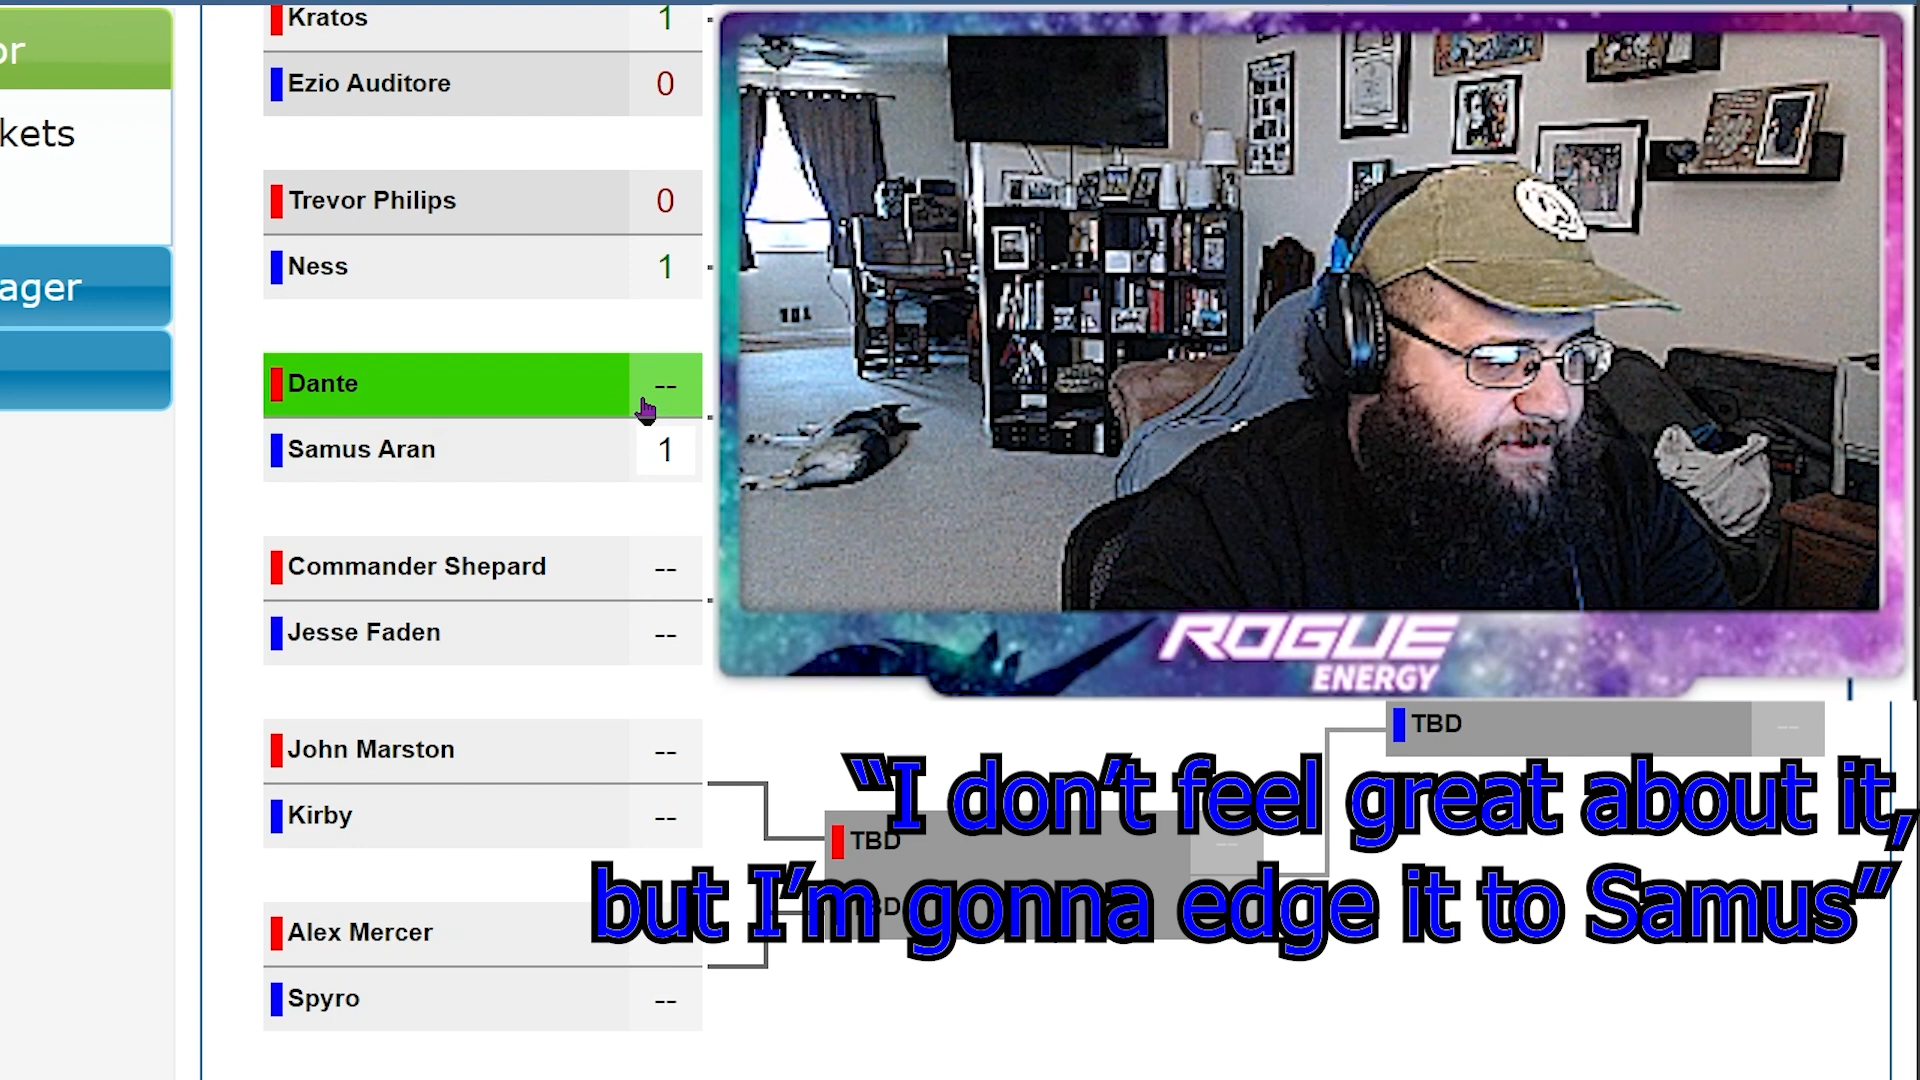 or
kets
ager
Kratos 1
Ezio Auditore 0
Trevor Philips 0
Ness 1
Dante --
Samus Aran 1
Commander Shepard --
Jesse Faden --
John Marston --
Kirby --
Alex Mercer
Spyro --
ROGUE
ENERGY
TBD --
TBD --
TBD
“I don’t feel great about it,
but I’m gonna edge it to Samus”